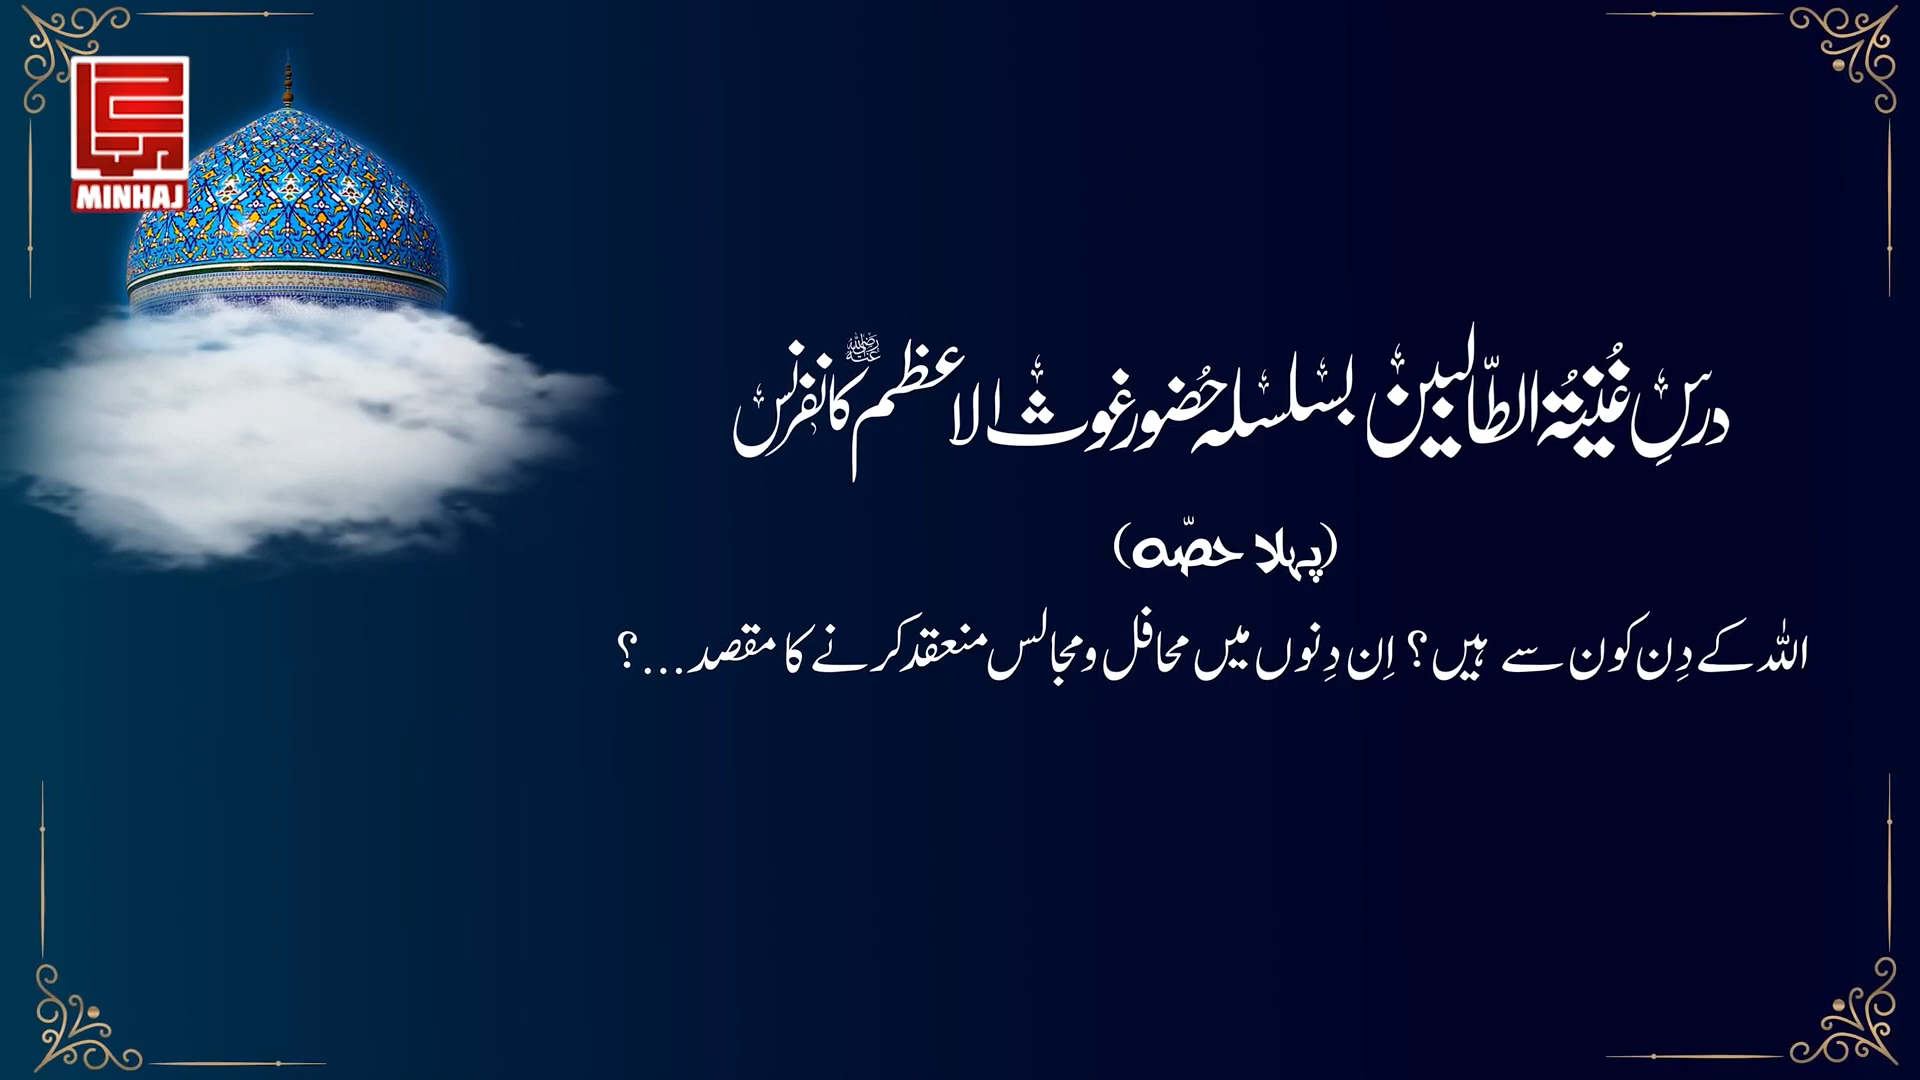 MINHAJ
درسِ غُنیۃُ الطّالبین بسلسلہ حُضور غوث الاعظم رضی اللہ عنہ کانفرنس
(پہلا حصّہ)
اللہ کے دِن کون سے ہیں؟ اِن دِنوں میں محافل و مجالس منعقد کرنے کا مقصد...؟